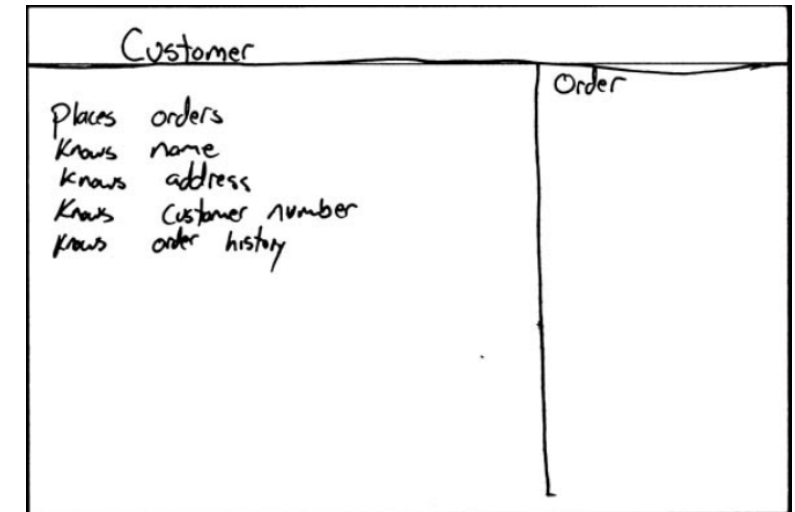 Customer
Order
Places orders
Knows name
Knows address
Knows Customer number
Knows order history